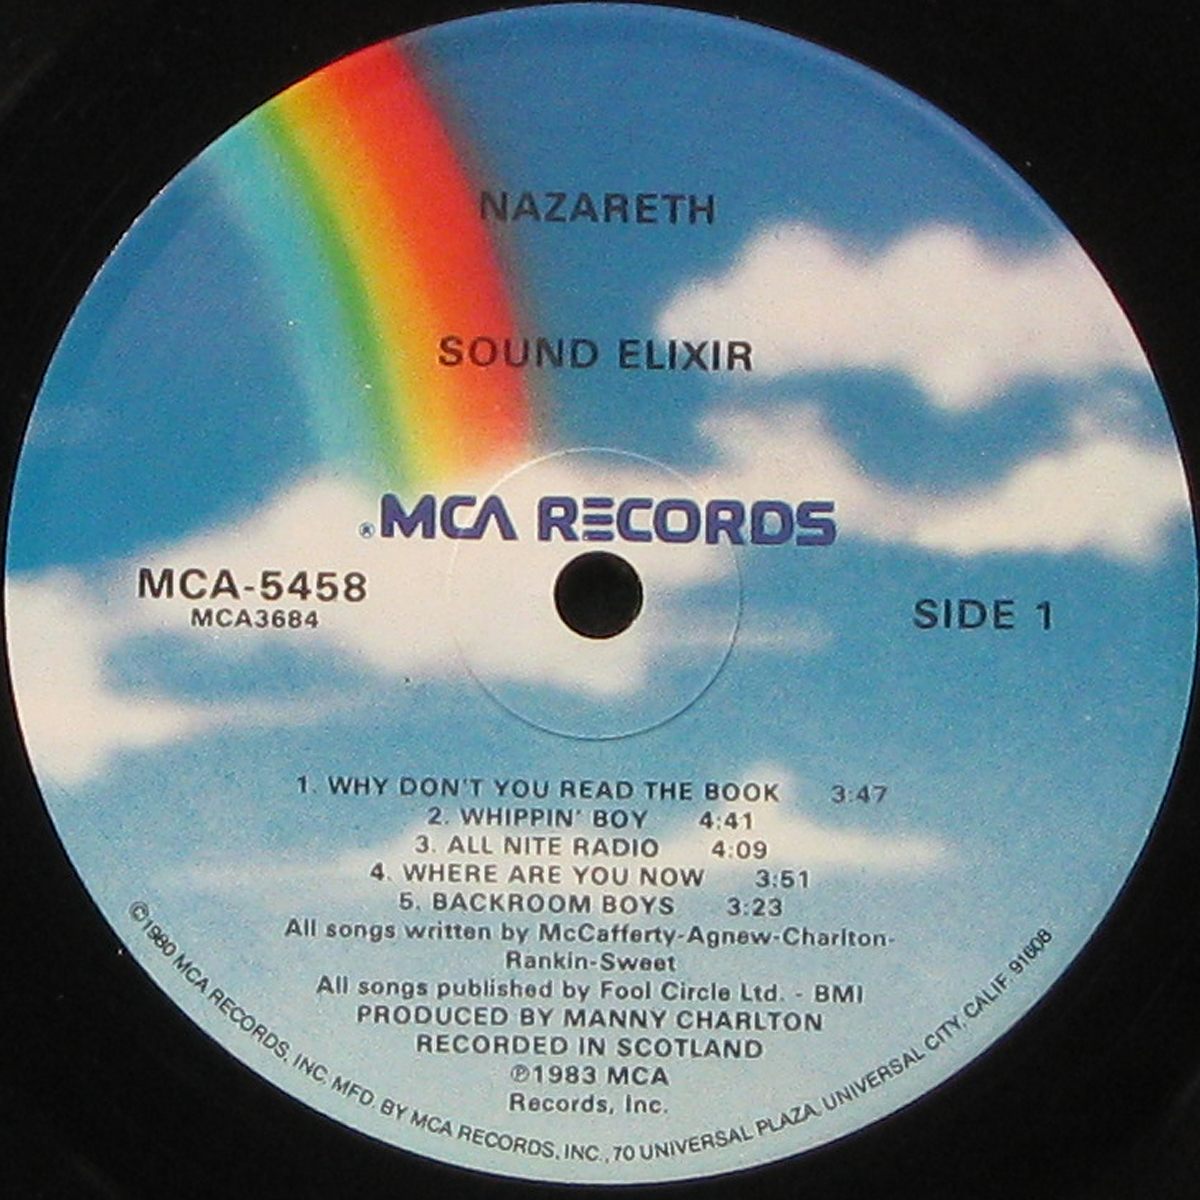 NAZARETH
SOUND ELIXIR
®MCA RECORDS
MCA-5458
MCA3684
SIDE 1
1. WHY DON'T YOU READ THE BOOK 3:47
2. WHIPPIN' BOY 4:41
3. ALL NITE RADIO 4:09
4. WHERE ARE YOU NOW 3:51
5. BACKROOM BOYS 3:23
All songs written by McCafferty-Agnew-Charlton-
Rankin-Sweet
All songs published by Fool Circle Ltd. - BMI
PRODUCED BY MANNY CHARLTON
RECORDED IN SCOTLAND
℗1983 MCA
Records, Inc.
©1980 MCA RECORDS, INC. MFD. BY MCA RECORDS, INC., 70 UNIVERSAL PLAZA, UNIVERSAL CITY, CALIF. 91608